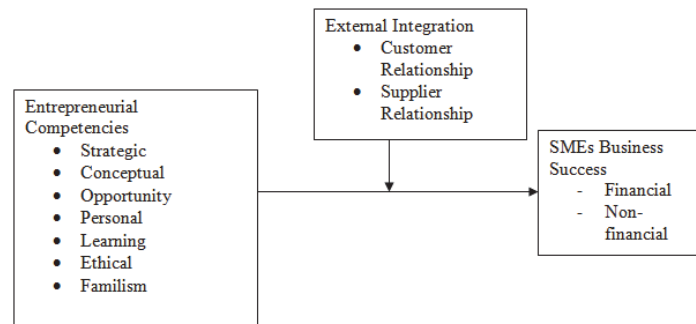 External Integration
• Customer
Relationship
• Supplier
Relationship
Entrepreneurial
Competencies
• Strategic
• Conceptual
• Opportunity
• Personal
• Learning
• Ethical
• Familism
SMEs Business
Success
- Financial
- Non-
financial